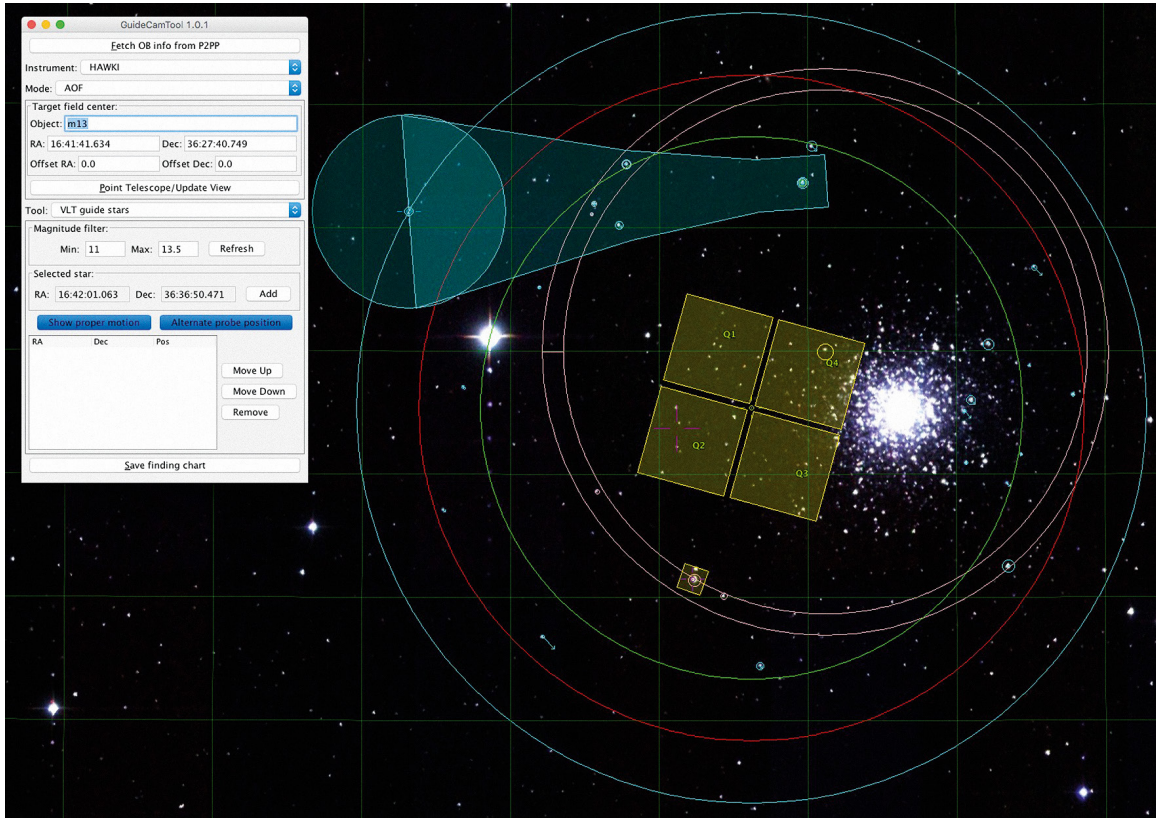 GuideCamTool 1.0.1
Fetch OB info from P2PP
Instrument: HAWKI
Mode: AOF
Target field center:
Object: m13
RA: 16:41:41.634 Dec: 36:27:40.749
Offset RA: 0.0 Offset Dec: 0.0
Point Telescope/Update View
Tool: VLT guide stars
Magnitude filter:
Min: 11 Max: 13.5 Refresh
Selected star:
RA: 16:42:01.063 Dec: 36:36:50.471 Add
Show proper motion Alternate probe position
RA Dec Pos
Move Up
Move Down
Remove
Save finding chart
Q1
Q4
Q2
Q3